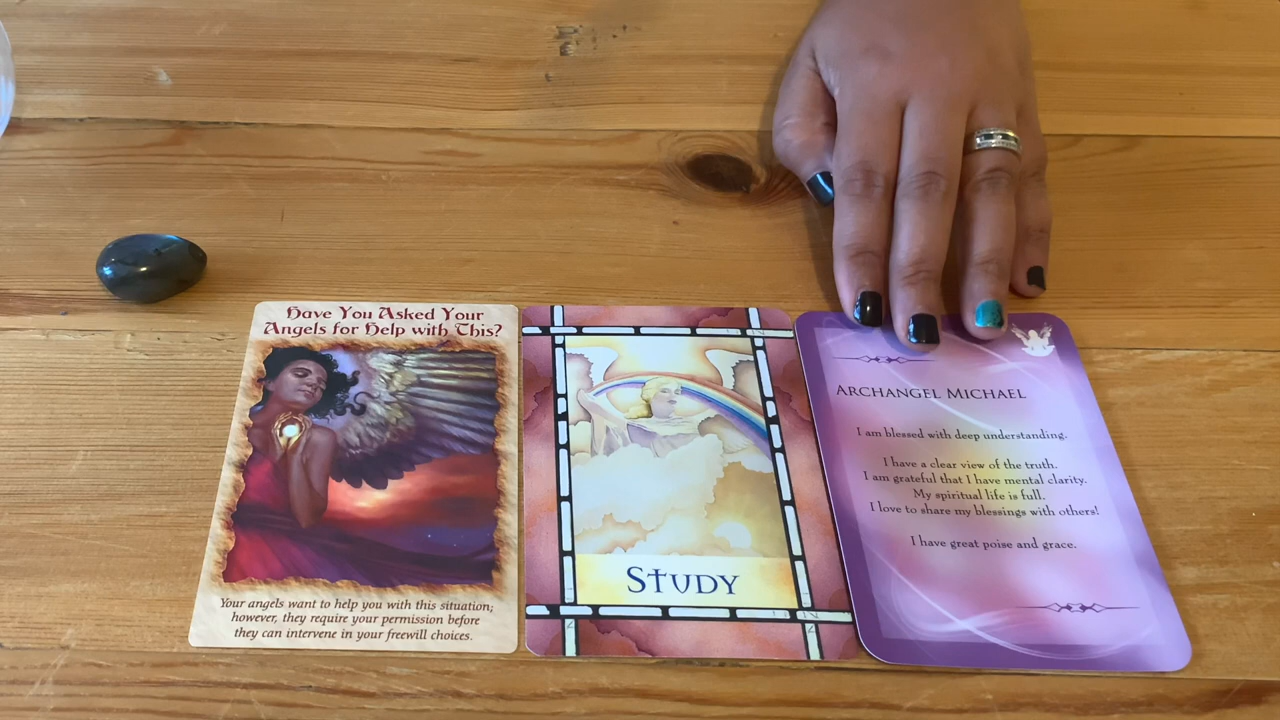 Have You Asked Your
Angels for Help with This?
Your angels want to help you with this situation;
however, they require your permission before
they can intervene in your freewill choices.
STUDY
ARCHANGEL MICHAEL
I am blessed with deep understanding.
I have a clear view of the truth.
I am grateful that I have mental clarity.
My spiritual life is full.
I love to share my blessings with others!
I have great poise and grace.